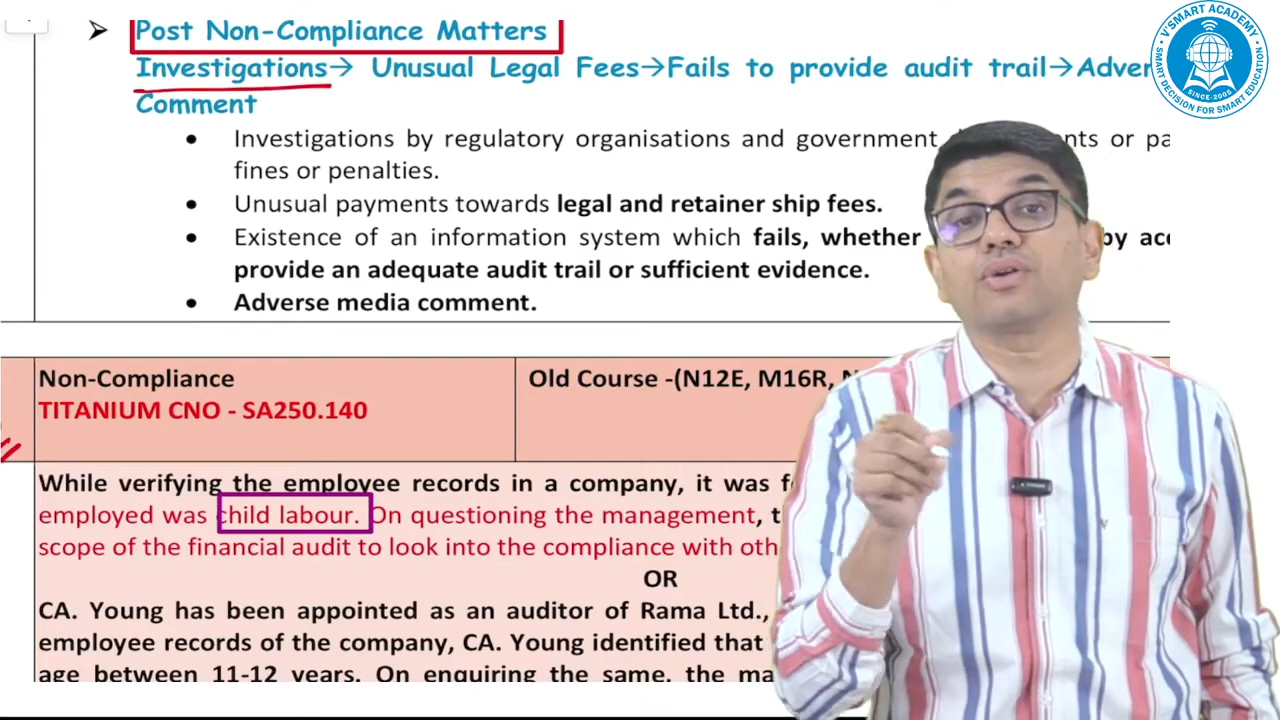 Post Non-Compliance Matters
Investigations→ Unusual Legal Fees→Fails to provide audit trail→
Comment
• Investigations by regulatory organisations and government or
fines or penalties.
• Unusual payments towards legal and retainer ship fees.
• Existence of an information system which fails, whether by
provide an adequate audit trail or sufficient evidence.
• Adverse media comment.
Non-Compliance
TITANIUM CNO - SA250.140
Old Course -(N12E, M16R,
While verifying the employee records in a company, it was
employed was child labour. On questioning the management,
scope of the financial audit to look into the compliance with
OR
CA. Young has been appointed as an auditor of Rama Ltd.,
employee records of the company, CA. Young identified that
age between 11-12 years. On enquiring the same, the
V'SMART ACADEMY
SMART DECISION FOR SMART EDUCATION
SINCE-2005